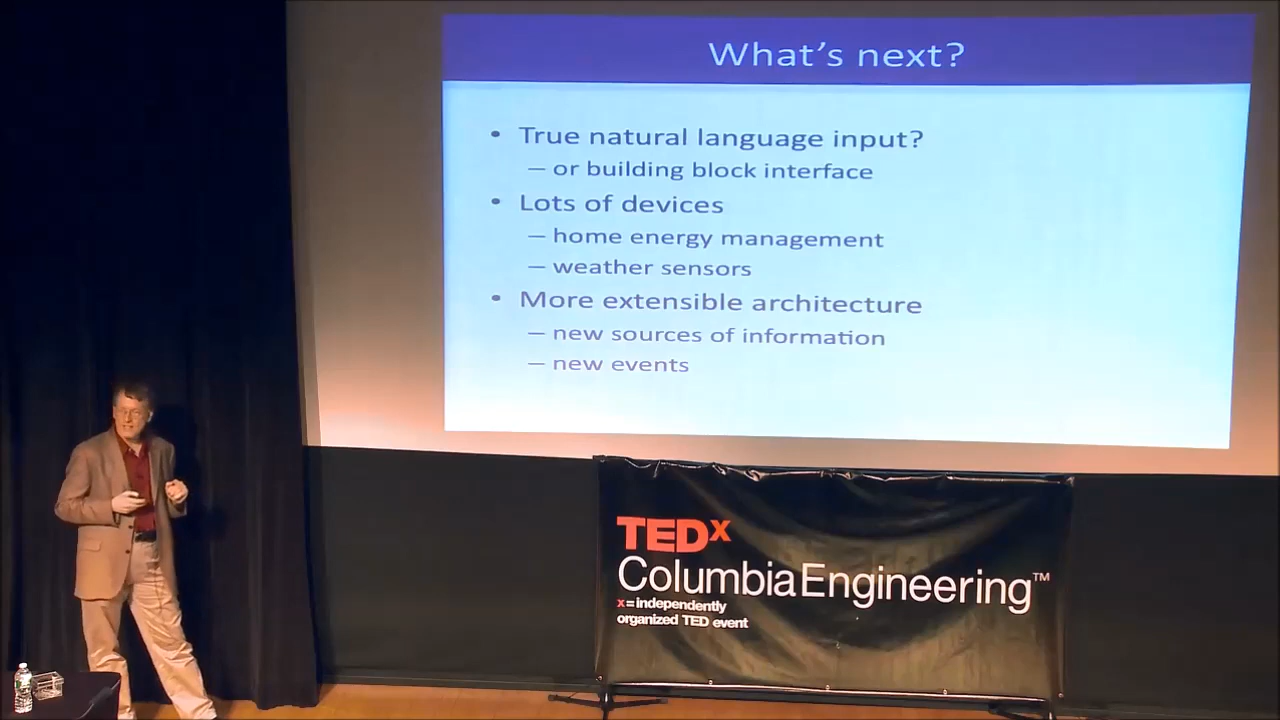 What's next?
• True natural language input?
– or building block interface
• Lots of devices
– home energy management
– weather sensors
• More extensible architecture
– new sources of information
– new events
TEDx
ColumbiaEngineering™
x=independently
organized TED event